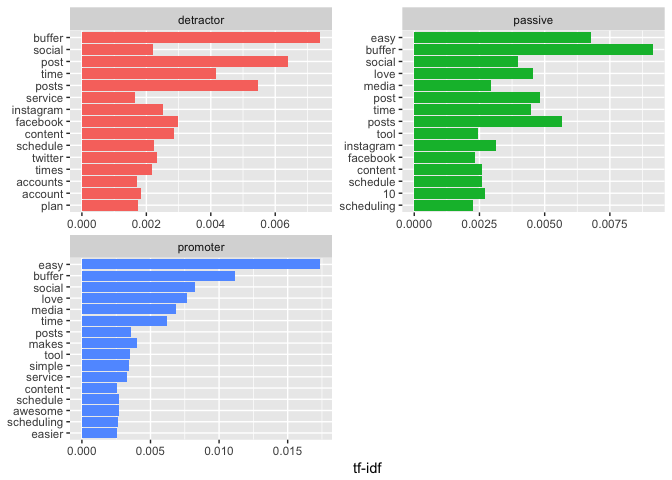 detractor
buffer
social
post
time
posts
service
instagram
facebook
content
schedule
twitter
times
accounts
account
plan
0.000 0.002 0.004 0.006
passive
easy
buffer
social
love
media
post
time
posts
tool
instagram
facebook
content
schedule
10
scheduling
0.0000 0.0025 0.0050 0.0075
promoter
easy
buffer
social
love
media
time
posts
makes
tool
simple
service
content
schedule
awesome
scheduling
easier
0.000 0.005 0.010 0.015
tf-idf